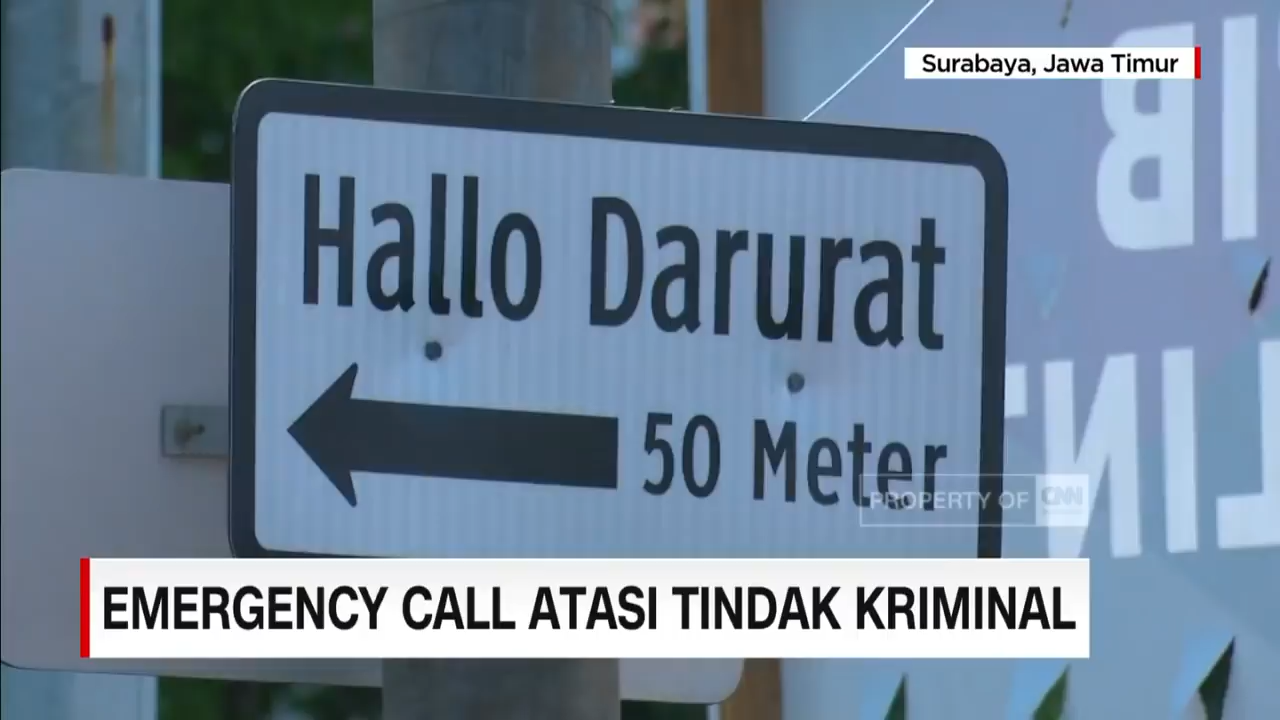 Surabaya, Jawa Timur
Hallo Darurat
50 Meter
PROPERTY OF CNN
EMERGENCY CALL ATASI TINDAK KRIMINAL